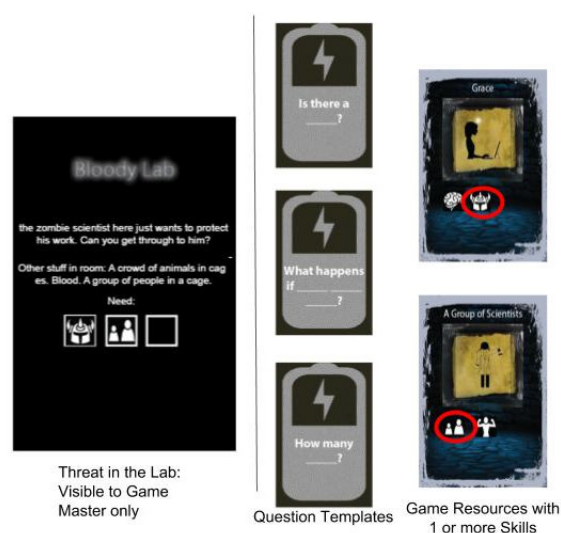 Bloody Lab
the zombie scientist here just wants to protect
his work. Can you get through to him?
Other stuff in room: A crowd of animals in cag
es. Blood. A group of people in a cage.
Need:
Threat in the Lab:
Visible to Game
Master only
Is there a
_____?
What happens
if _____ _____
_____?
How many
_____?
Question Templates
Grace
A Group of Scientists
Game Resources with
1 or more Skills